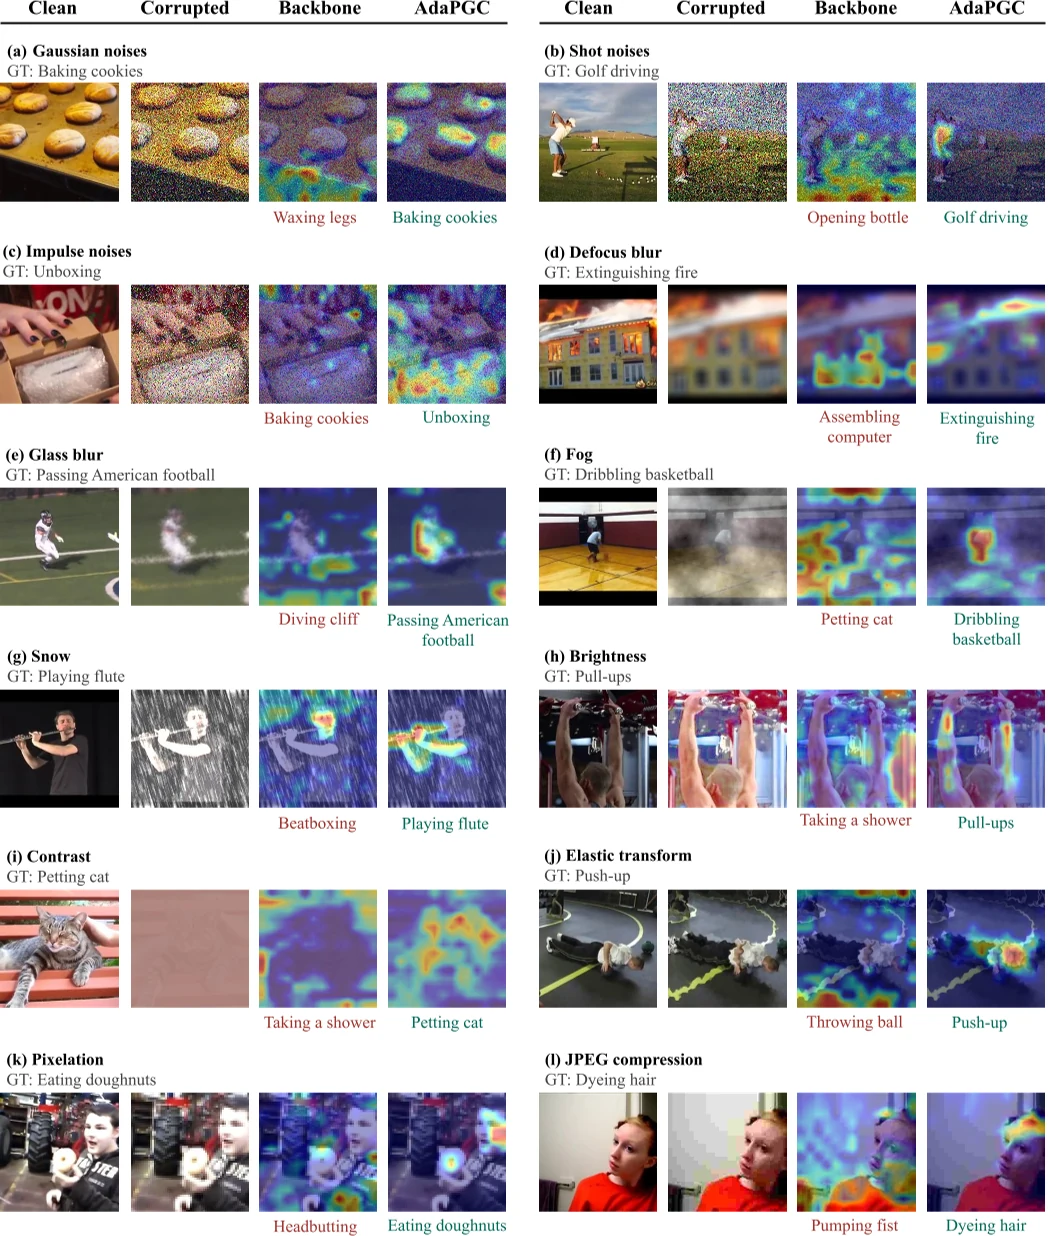 Clean Corrupted Backbone AdaPGC Clean Corrupted Backbone AdaPGC
(a) Gaussian noises
GT: Baking cookies
Waxing legs
Baking cookies
(b) Shot noises
GT: Golf driving
Opening bottle
Golf driving
(c) Impulse noises
GT: Unboxing
ON
Baking cookies
Unboxing
(d) Defocus blur
GT: Extinguishing fire
Assembling
computer
Extinguishing
fire
(e) Glass blur
GT: Passing American football
Diving cliff
Passing American
football
(f) Fog
GT: Dribbling basketball
Petting cat
Dribbling
basketball
(g) Snow
GT: Playing flute
Beatboxing
Playing flute
(h) Brightness
GT: Pull-ups
Taking a shower
Pull-ups
(i) Contrast
GT: Petting cat
Taking a shower
Petting cat
(j) Elastic transform
GT: Push-up
Throwing ball
Push-up
(k) Pixelation
GT: Eating doughnuts
Headbutting
Eating doughnuts
(l) JPEG compression
GT: Dyeing hair
Pumping fist
Dyeing hair